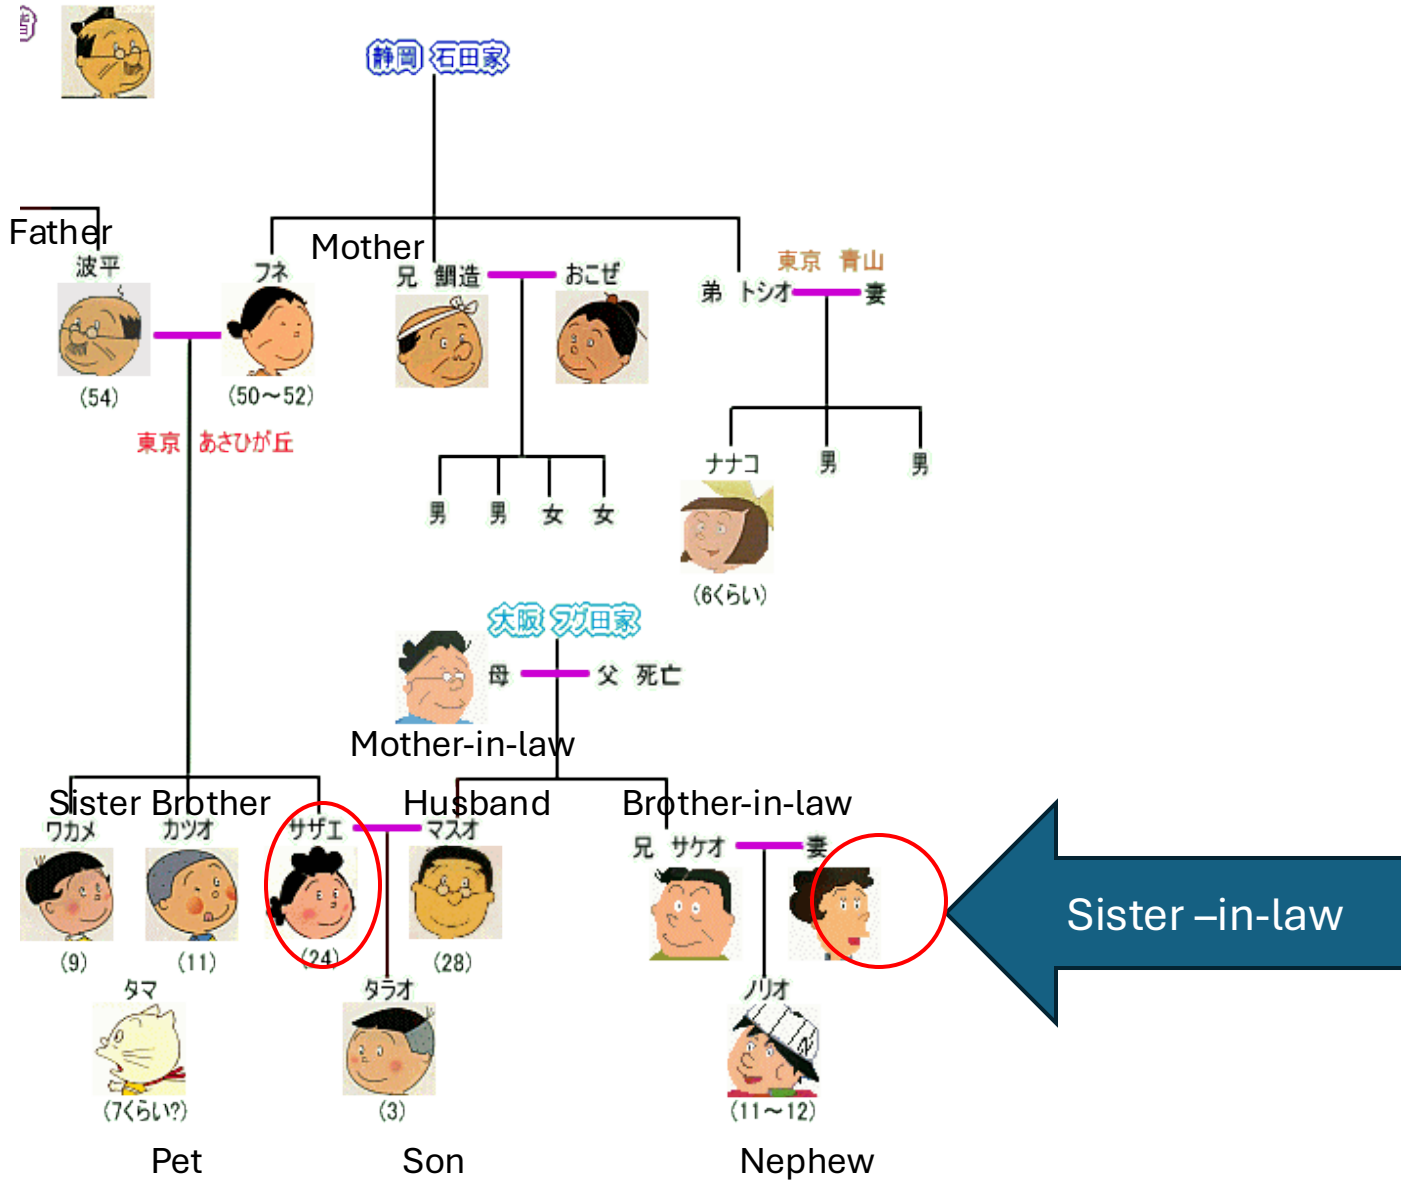 静岡 石田家
Father
Mother
波平
フネ
兄 鯛造
おこぜ
東京 青山
弟 トシオ
妻
(54)
(50～52)
東京 あさひが丘
ナナコ
男
男
男
男
女
女
(6くらい)
大阪 フグ田家
母
父 死亡
Mother-in-law
Sister Brother
Husband
Brother-in-law
ワカメ
カツオ
サザエ
マスオ
兄 サケオ
妻
Sister –in-law
(9)
(11)
(24)
(28)
タマ
タラオ
ノリオ
(7くらい?)
(3)
(11～12)
Pet
Son
Nephew